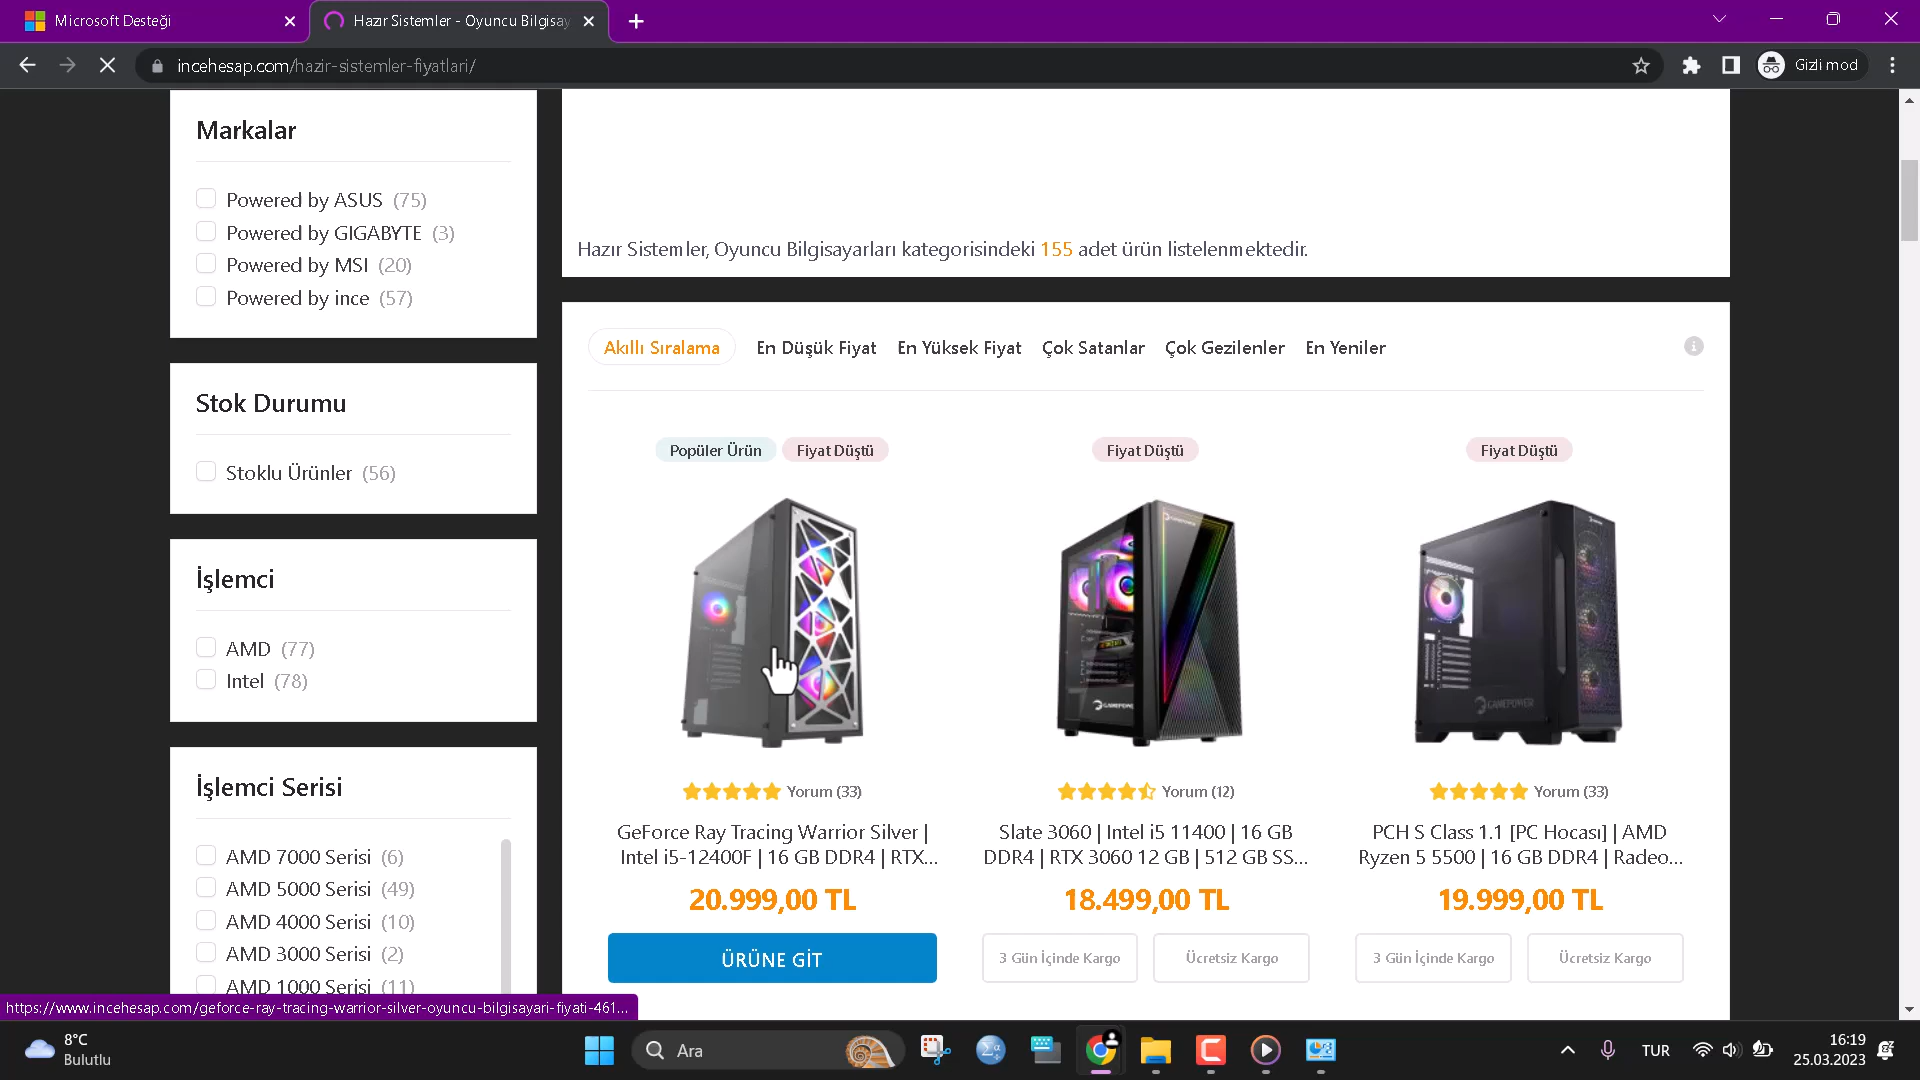 Microsoft Desteği
Hazır Sistemler - Oyuncu Bilgisay
incehesap.com/hazir-sistemler-fiyatlari/
Gizli mod
Markalar
Powered by ASUS (75)
Powered by GIGABYTE (3)
Powered by MSI (20)
Powered by ince (57)
Stok Durumu
Stoklu Ürünler (56)
İşlemci
AMD (77)
Intel (78)
İşlemci Serisi
AMD 7000 Serisi (6)
AMD 5000 Serisi (49)
AMD 4000 Serisi (10)
AMD 3000 Serisi (2)
AMD 1000 Serisi (11)
Hazır Sistemler, Oyuncu Bilgisayarları kategorisindeki 155 adet ürün listelenmektedir.
Akıllı Sıralama En Düşük Fiyat En Yüksek Fiyat Çok Satanlar Çok Gezilenler En Yeniler
Popüler Ürün Fiyat Düştü
Yorum (33)
GeForce Ray Tracing Warrior Silver |
Intel i5-12400F | 16 GB DDR4 | RTX...
20.999,00 TL
ÜRÜNE GİT
Fiyat Düştü
GAMEPOWER
Yorum (12)
Slate 3060 | Intel i5 11400 | 16 GB
DDR4 | RTX 3060 12 GB | 512 GB SS...
18.499,00 TL
3 Gün İçinde Kargo Ücretsiz Kargo
Fiyat Düştü
GAMEPOWER
Yorum (33)
PCH S Class 1.1 [PC Hocası] | AMD
Ryzen 5 5500 | 16 GB DDR4 | Radeo...
19.999,00 TL
3 Gün İçinde Kargo Ücretsiz Kargo
https://www.incehesap.com/geforce-ray-tracing-warrior-silver-oyuncu-bilgisayari-fiyati-461...
8°C
Bulutlu
Ara
TUR
16:19
25.03.2023